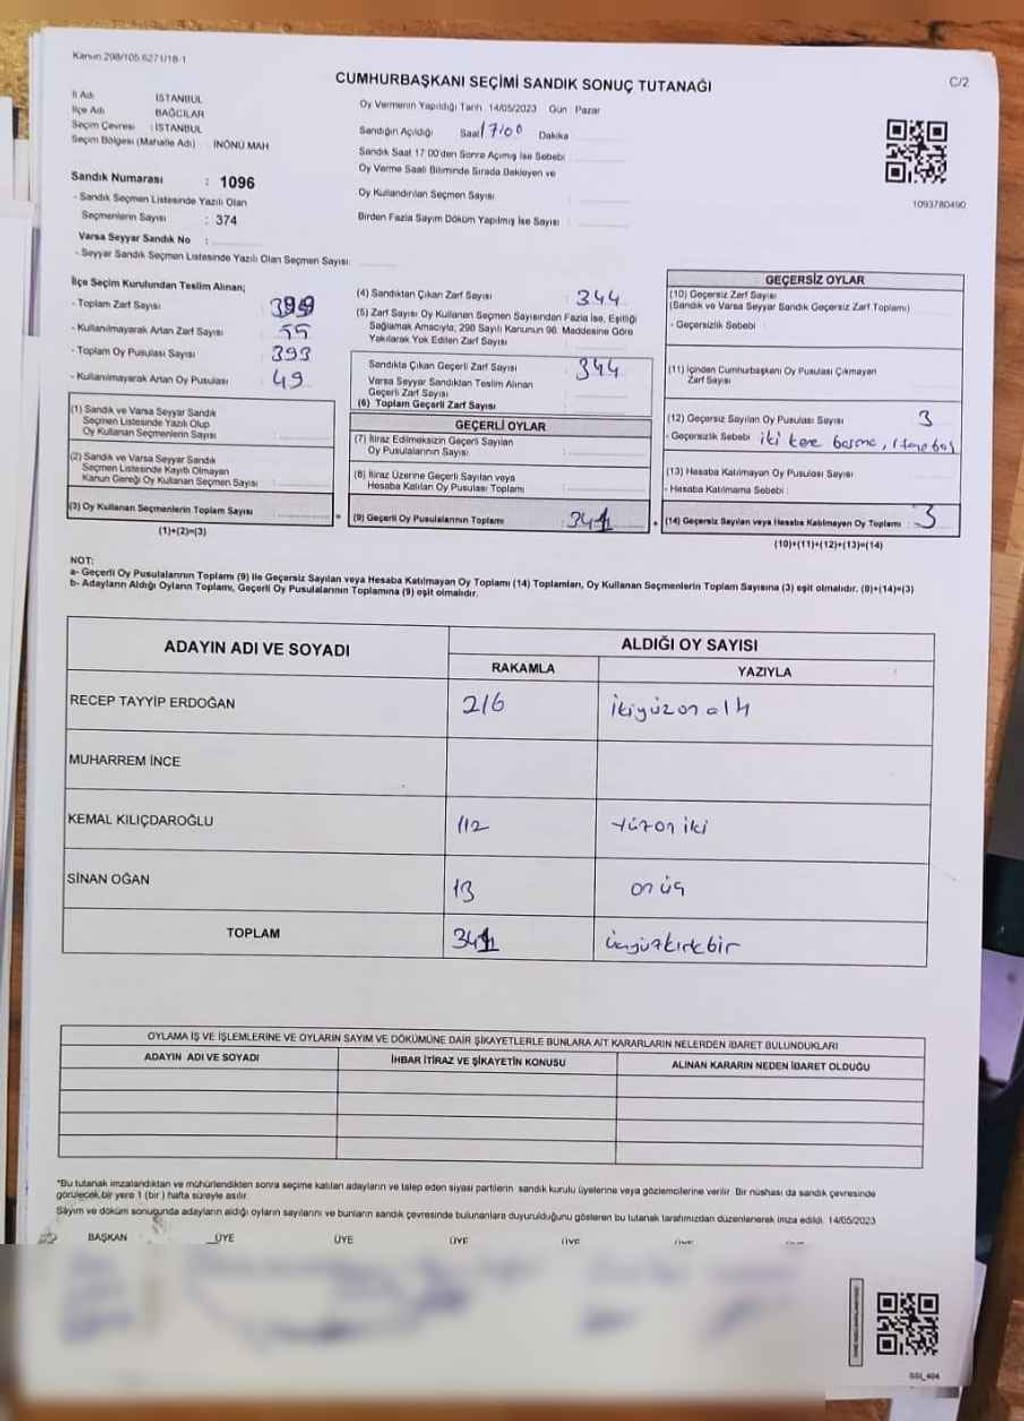 Kanun 298/105.6271/18-1
CUMHURBAŞKANI SEÇİMİ SANDIK SONUÇ TUTANAĞI
C/2
İl Adı İSTANBUL
İlçe Adı BAĞCILAR
Seçim Çevresi : İSTANBUL
Seçim Bölgesi (Mahalle Adı) İNÖNÜ MAH
Sandık Numarası : 1096
- Sandık Seçmen Listesinde Yazılı Olan
Seçmenlerin Sayısı : 374
Varsa Seyyar Sandık No :
- Seyyar Sandık Seçmen Listesinde Yazılı Olan Seçmen Sayısı:
Oy Vermenin Yapıldığı Tarih 14/05/2023 Gün : Pazar
Sandığın Açıldığı Saat 17:00 Dakika
Sandık Saat 17 00'den Sonra Açılmış İse Sebebi
Oy Verme Saati Bitiminde Sırada Bekleyen ve
Oy Kullandırılan Seçmen Sayısı
Birden Fazla Sayım Döküm Yapılmış İse Sayısı :
1093780490
İlçe Seçim Kurulundan Teslim Alınan;
- Toplam Zarf Sayısı 399
- Kullanılmayarak Artan Zarf Sayısı 55
- Toplam Oy Pusulası Sayısı 393
- Kullanılmayarak Artan Oy Pusulası 49
(1) Sandık ve Varsa Seyyar Sandık
Seçmen Listesinde Yazılı Olup
Oy Kullanan Seçmenlerin Sayısı
(2) Sandık ve Varsa Seyyar Sandık
Seçmen Listesinde Kayıtlı Olmayan
Kanun Gereği Oy Kullanan Seçmen Sayısı
(3) Oy Kullanan Seçmenlerin Toplam Sayısı
(1)+(2)=(3)
(4) Sandıktan Çıkan Zarf Sayısı 344
(5) Zarf Sayısı Oy Kullanan Seçmen Sayısından Fazla İse, Eşitliği
Sağlamak Amacıyla, 298 Sayılı Kanunun 98. Maddesine Göre
Yakılarak Yok Edilen Zarf Sayısı
Sandıkta Çıkan Geçerli Zarf Sayısı 344
Varsa Seyyar Sandıktan Teslim Alınan
Geçerli Zarf Sayısı
(6) Toplam Geçerli Zarf Sayısı
GEÇERLİ OYLAR
(7) İtiraz Edilmeksizin Geçerli Sayılan
Oy Pusulalarının Sayısı
(8) İtiraz Üzerine Geçerli Sayılan veya
Hesaba Katılan Oy Pusulası Toplamı
(9) Geçerli Oy Pusulalarının Toplamı 341
GEÇERSİZ OYLAR
(10) Geçersiz Zarf Sayısı
(Sandık ve Varsa Seyyar Sandık Geçersiz Zarf Toplamı)
- Geçersizlik Sebebi :
(11) İçinden Cumhurbaşkanı Oy Pusulası Çıkmayan
Zarf Sayısı
(12) Geçersiz Sayılan Oy Pusulası Sayısı 3
- Geçersizlik Sebebi iki kere basma,
(13) Hesaba Katılmayan Oy Pusulası Sayısı
- Hesaba Katılmama Sebebi :
(14) Geçersiz Sayılan veya Hesaba Katılmayan Oy Toplamı : 3
(10)+(11)+(12)+(13)=(14)
NOT:
a- Geçerli Oy Pusulalarının Toplamı (9) ile Geçersiz Sayılan veya Hesaba Katılmayan Oy Toplamı (14) Toplamları, Oy Kullanan Seçmenlerin Toplam Sayısına (3) eşit olmalıdır. (9)+(14)=(3)
b- Adayların Aldığı Oyların Toplamı, Geçerli Oy Pusulalarının Toplamına (9) eşit olmalıdır.
ADAYIN ADI VE SOYADI ALDIĞI OY SAYISI
RAKAMLA YAZIYLA
RECEP TAYYİP ERDOĞAN 216 ikiyüzonaltı
MUHARREM İNCE
KEMAL KILIÇDAROĞLU 112 yüzoniki
SİNAN OĞAN 13 onüç
TOPLAM 341 üçyüzkırkbir
OYLAMA İŞ VE İŞLEMLERİNE VE OYLARIN SAYIM VE DÖKÜMÜNE DAİR ŞİKAYETLERLE BUNLARA AİT KARARLARIN NELERDEN İBARET BULUNDUKLARI
ADAYIN ADI VE SOYADI İHBAR İTİRAZ VE ŞİKAYETİN KONUSU ALINAN KARARIN NEDEN İBARET OLDUĞU
*Bu tutanak imzalandıktan ve mühürlendikten sonra seçime katılan adayların ve talep eden siyasi partilerin sandık kurulu üyelerine veya gözlemcilerine verilir. Bir nüshası da sandık çevresinde
görülecek bir yere 1 (bir ) hafta süreyle asılır.
Sayım ve döküm sonucunda adayların aldığı oyların sayılarını ve bunların sandık çevresinde bulunanlara duyurulduğunu gösteren bu tutanak tarafımızdan düzenlenerek imza edildi. 14/05/2023
BAŞKAN ÜYE ÜYE ÜYE ÜYE